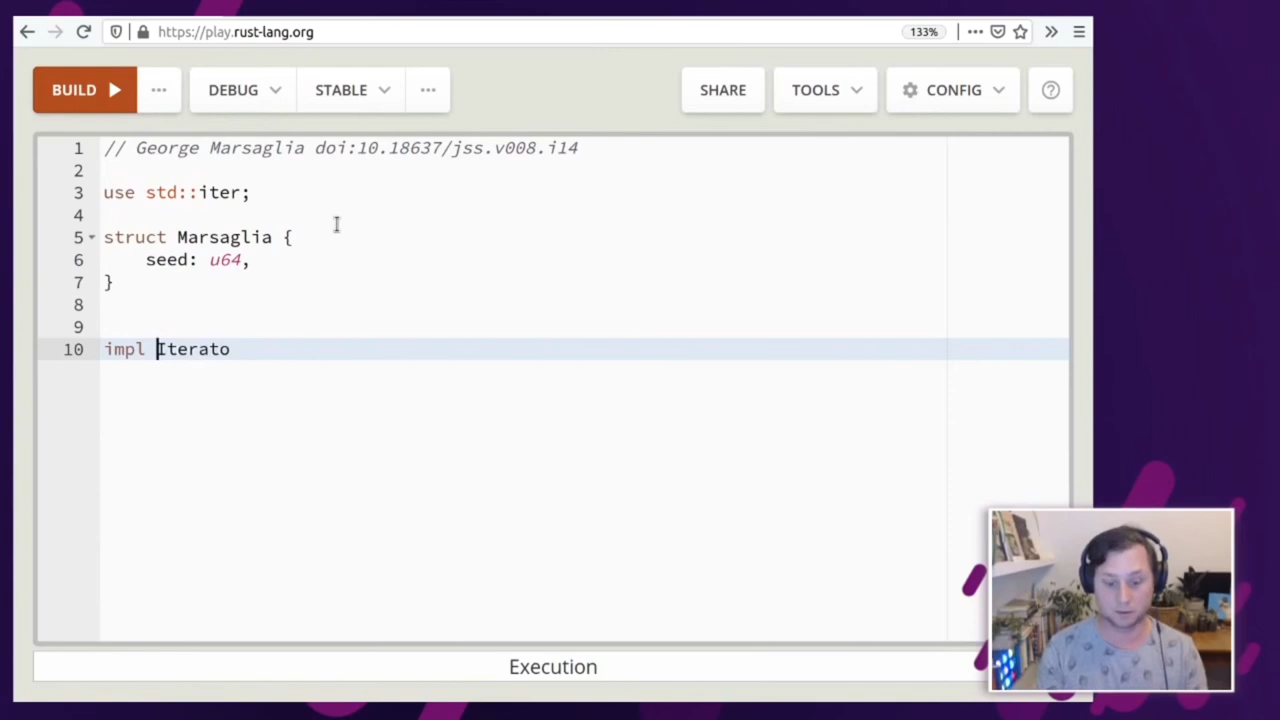 https://play.rust-lang.org 133%
BUILD DEBUG STABLE SHARE TOOLS CONFIG
1 // George Marsaglia doi:10.18637/jss.v008.i14
2
3 use std::iter;
4
5 struct Marsaglia {
6 seed: u64,
7 }
8
9
10 impl Iterato
Execution